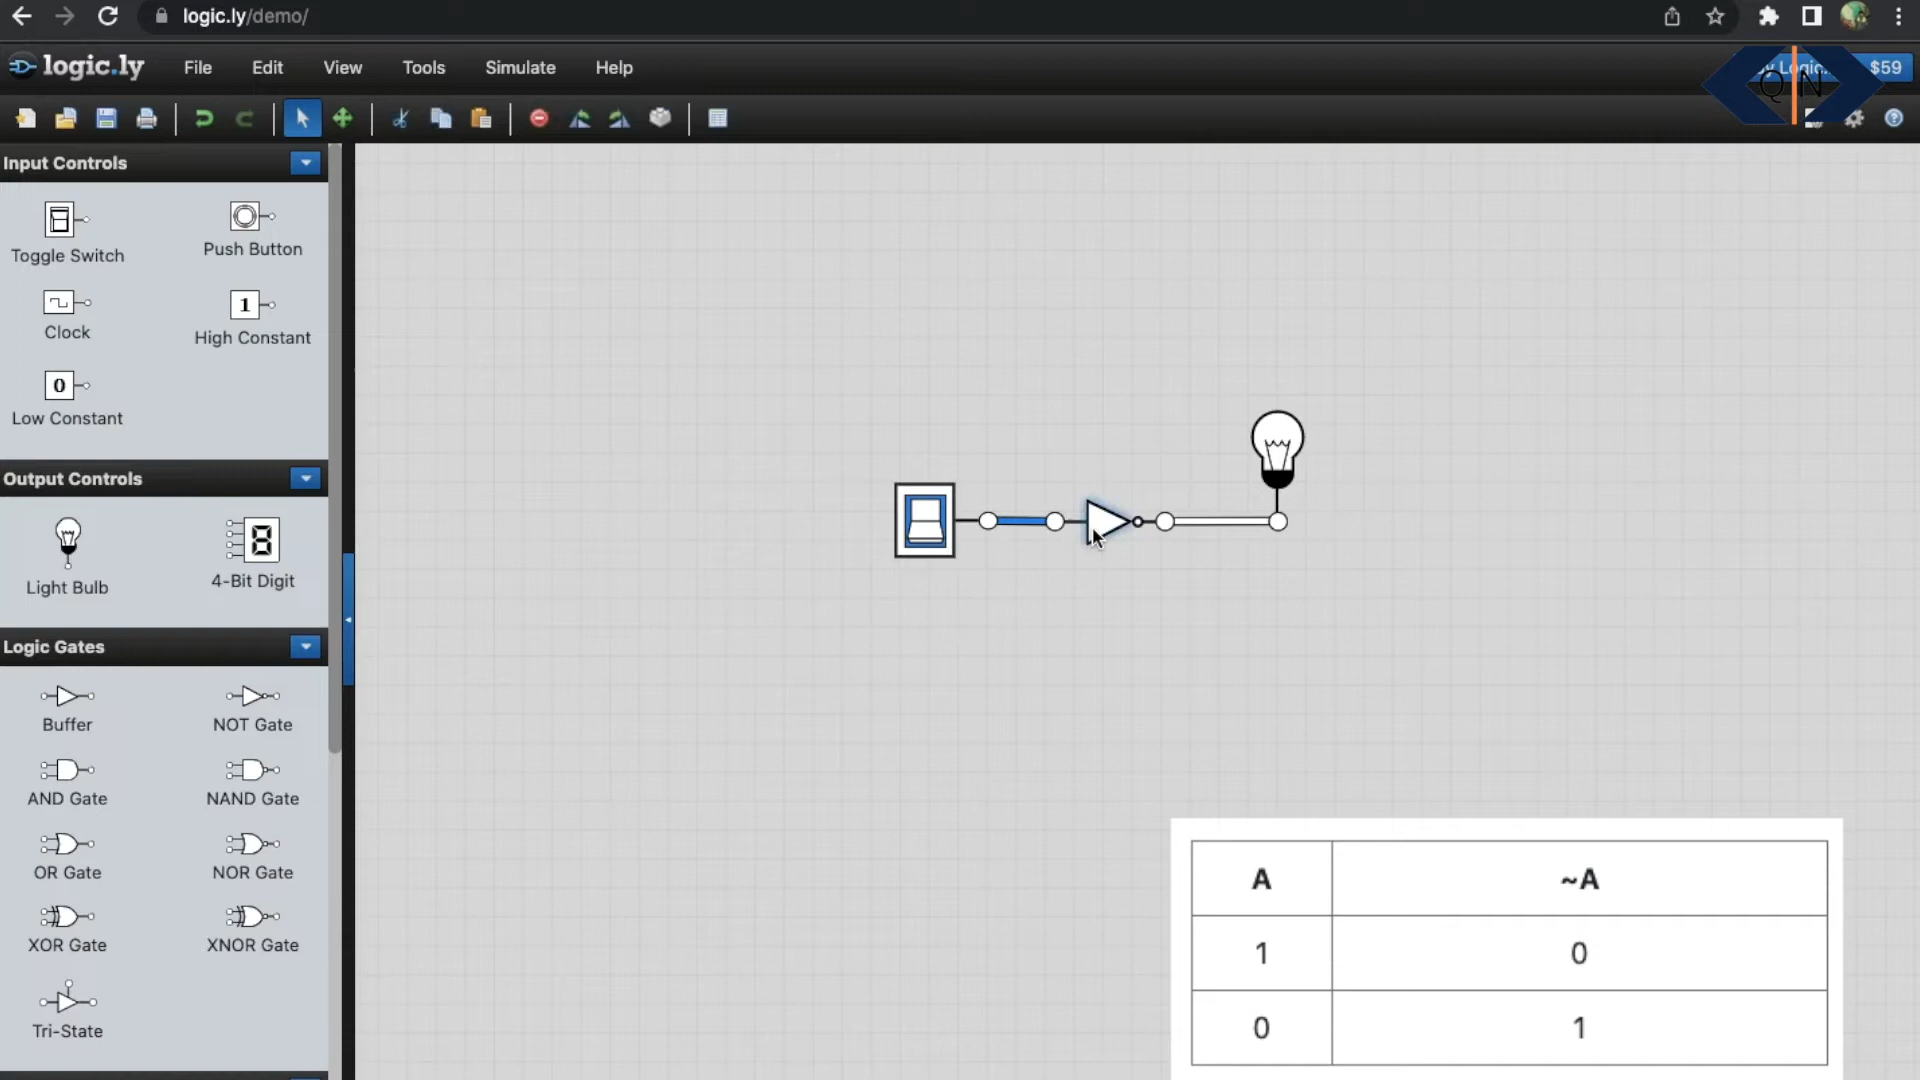 logic.ly/demo/
logic.ly File Edit View Tools Simulate Help
$59
Q N
Input Controls
Toggle Switch Push Button
1
Clock High Constant
0
Low Constant
Output Controls
8
Light Bulb 4-Bit Digit
Logic Gates
Buffer NOT Gate
AND Gate NAND Gate
OR Gate NOR Gate
XOR Gate XNOR Gate
Tri-State
A ~A
1 0
0 1